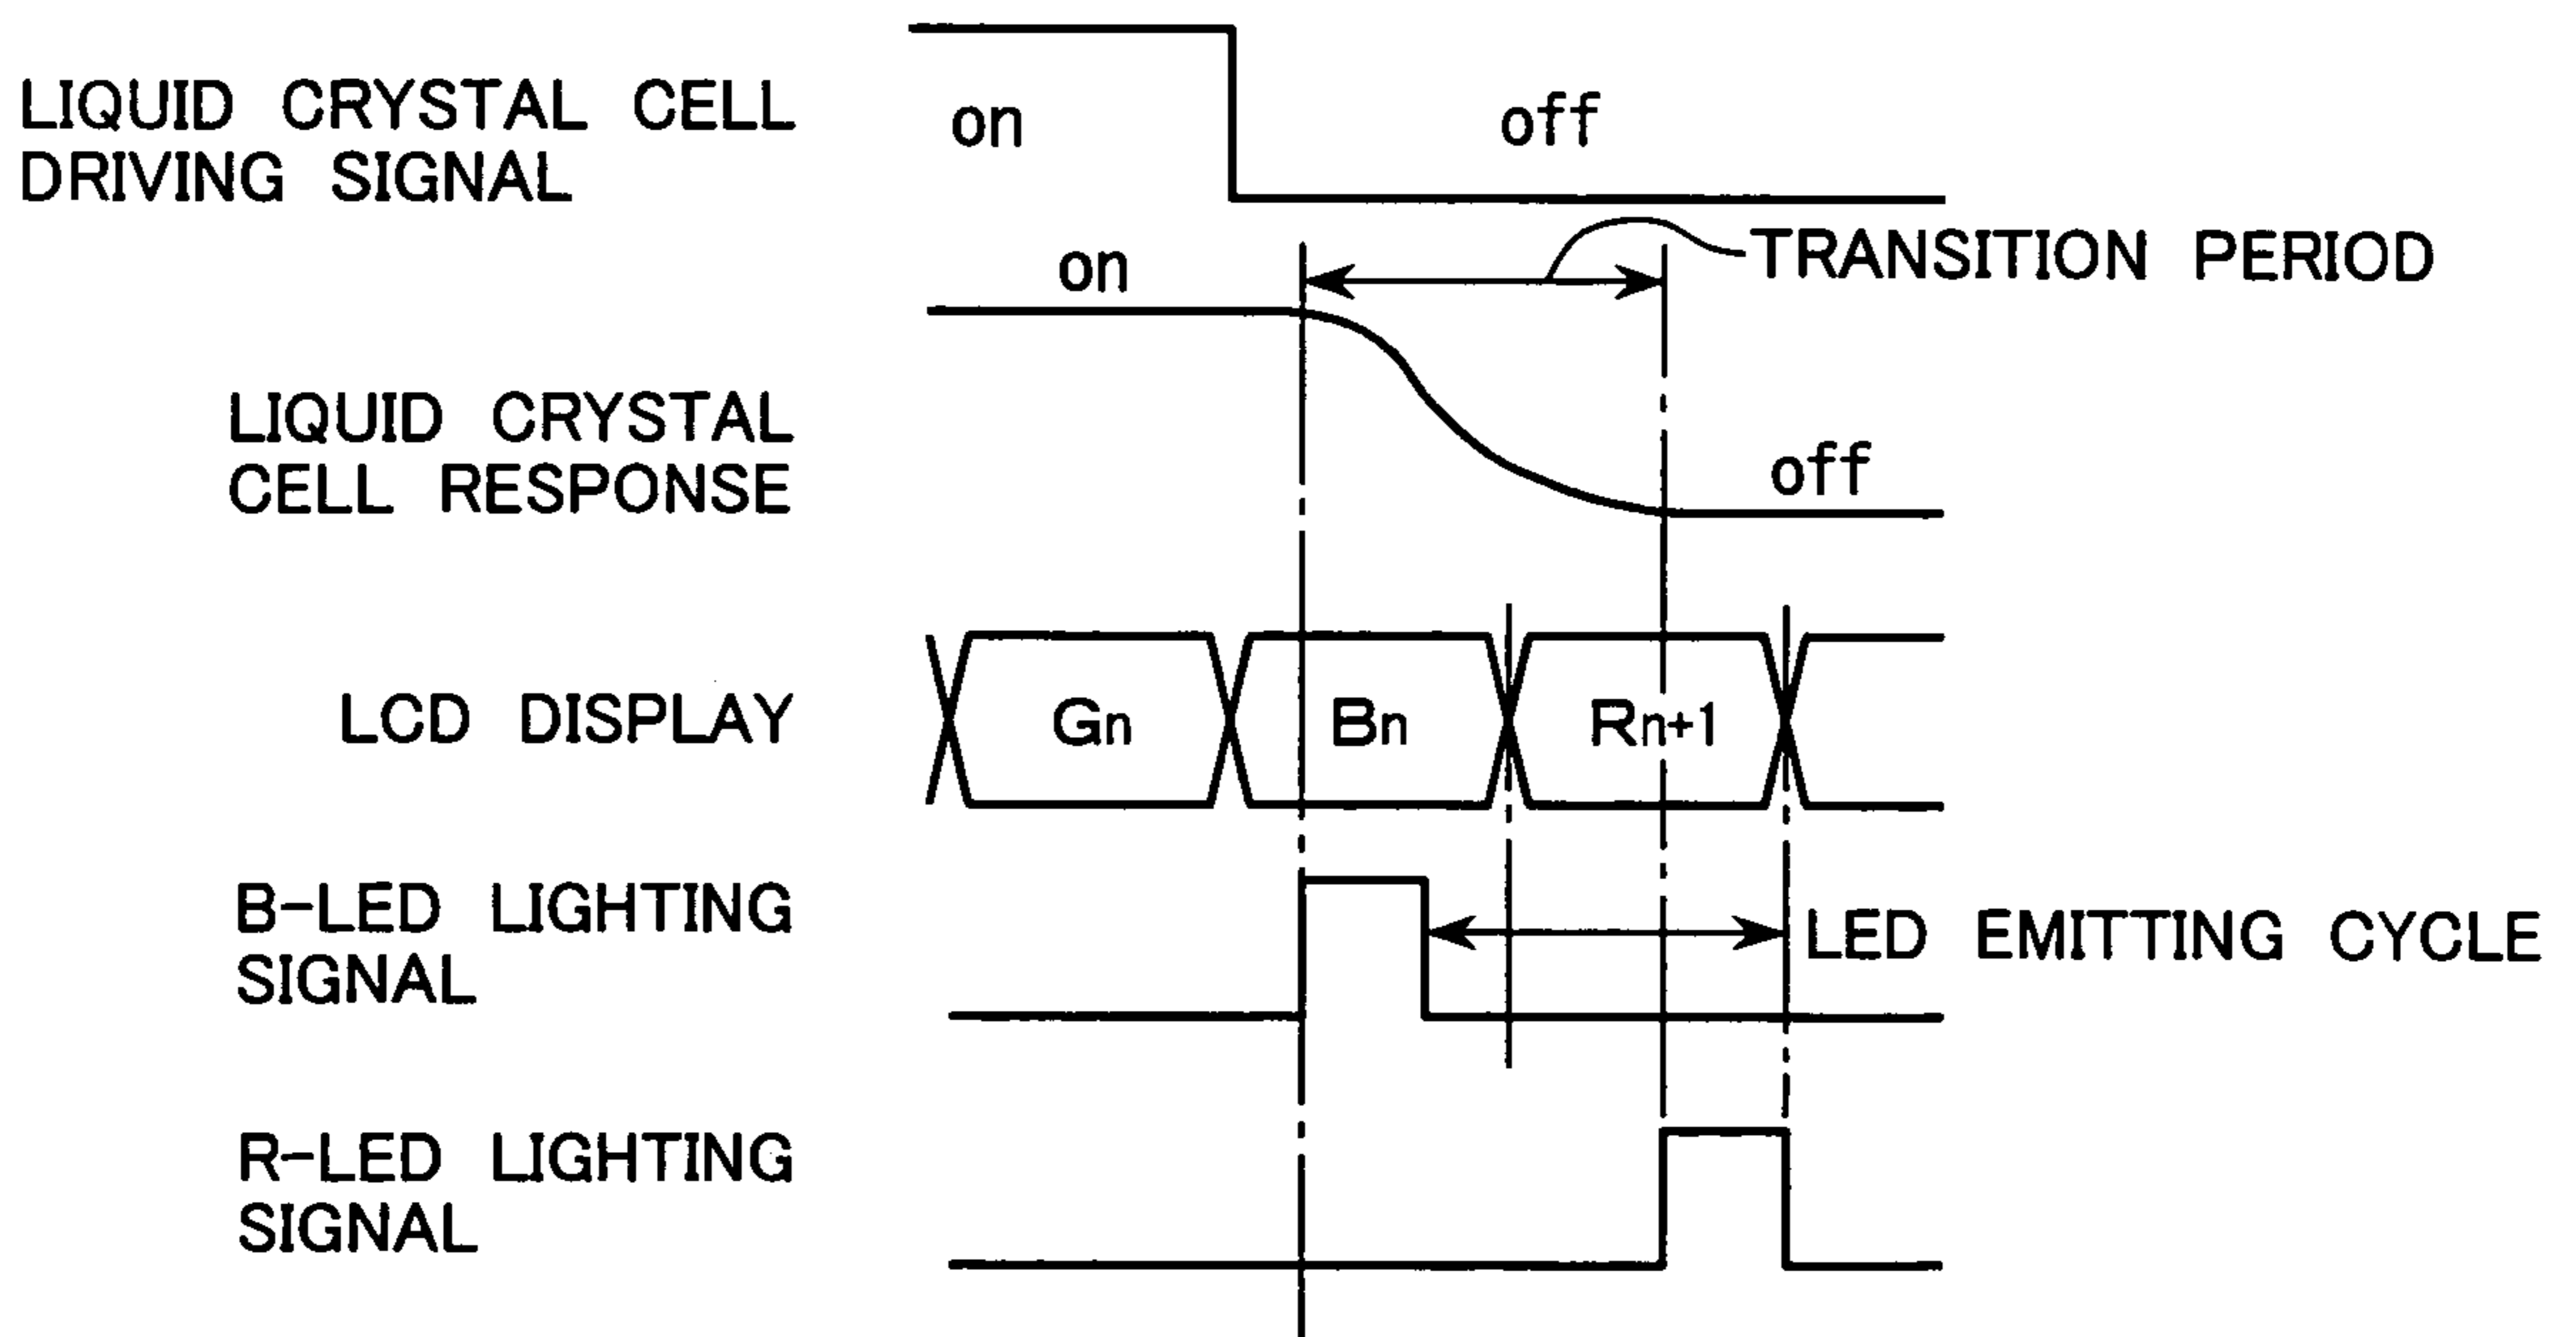 LIQUID CRYSTAL CELL
DRIVING SIGNAL
on
off
TRANSITION PERIOD
on
LIQUID CRYSTAL
CELL RESPONSE
off
LCD DISPLAY
Gn
Bn
Rn+1
B-LED LIGHTING
SIGNAL
LED EMITTING CYCLE
R-LED LIGHTING
SIGNAL